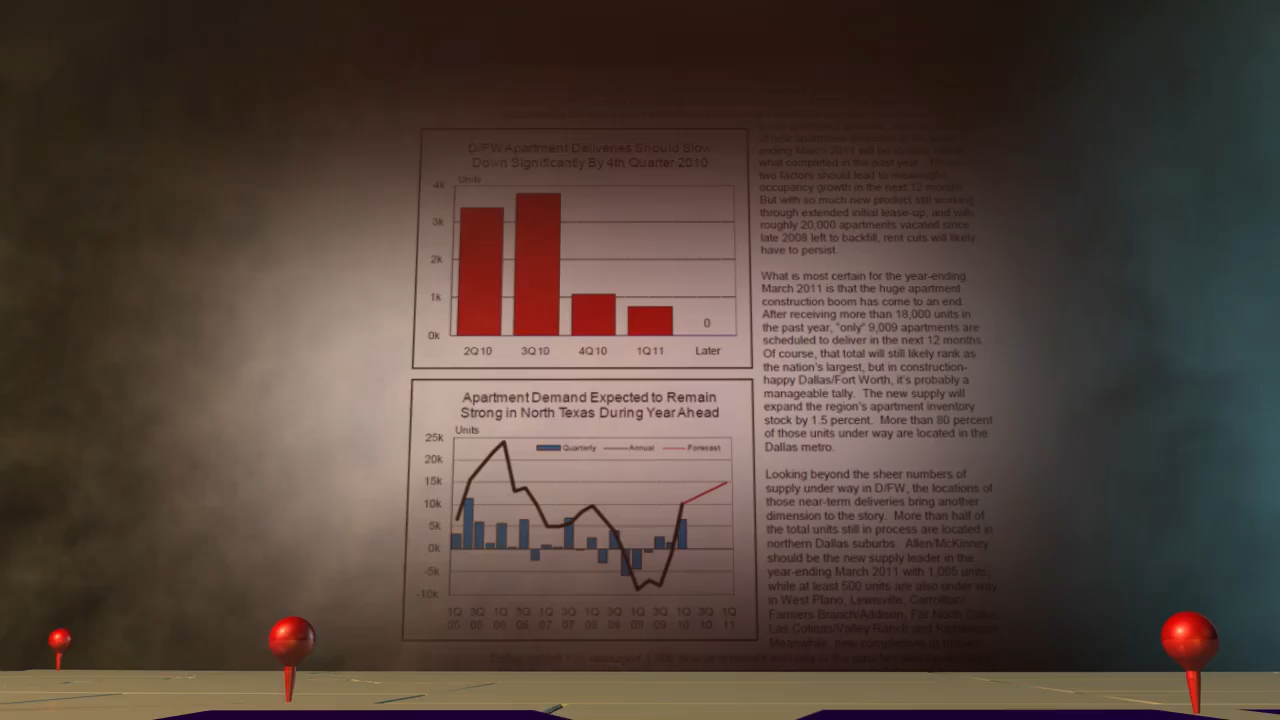 D/FW Apartment Deliveries Should Slow
Down Significantly By 4th Quarter 2010
Units
4k
3k
2k
1k
0k
0
2Q10 3Q10 4Q10 1Q11 Later
Apartment Demand Expected to Remain
Strong in North Texas During Year Ahead
Units
25k
20k
15k
10k
5k
0k
-5k
-10k
Quarterly Annual Forecast
1Q 3Q 1Q 3Q 1Q 3Q 1Q 3Q 1Q 3Q 1Q 3Q 1Q
05 05 06 06 07 07 08 08 09 09 10 10 11
ending March 2011 will be
what completed in the past year.
two factors should lead to meaningful
occupancy growth in the next 12 months.
But with so much new product still working
through extended initial lease-up, and with
roughly 20,000 apartments vacated since
late 2008 left to backfill, rent cuts will likely
have to persist.
What is most certain for the year-ending
March 2011 is that the huge apartment
construction boom has come to an end.
After receiving more than 18,000 units in
the past year, "only" 9,009 apartments are
scheduled to deliver in the next 12 months.
Of course, that total will still likely rank as
the nation's largest, but in construction-
happy Dallas/Fort Worth, it's probably a
manageable tally. The new supply will
expand the region's apartment inventory
stock by 1.5 percent. More than 80 percent
of those units under way are located in the
Dallas metro.
Looking beyond the sheer numbers of
supply under way in D/FW, the locations of
those near-term deliveries bring another
dimension to the story. More than half of
the total units still in process are located in
northern Dallas suburbs. Allen/McKinney
should be the new supply leader in the
year-ending March 2011 with 1,065 units,
while at least 500 units are also under way
in West Plano, Lewisville, Carrollton/
Farmers Branch/Addison, Far North Dallas,
Las Colinas/Valley Ranch and
Meanwhile, new completions